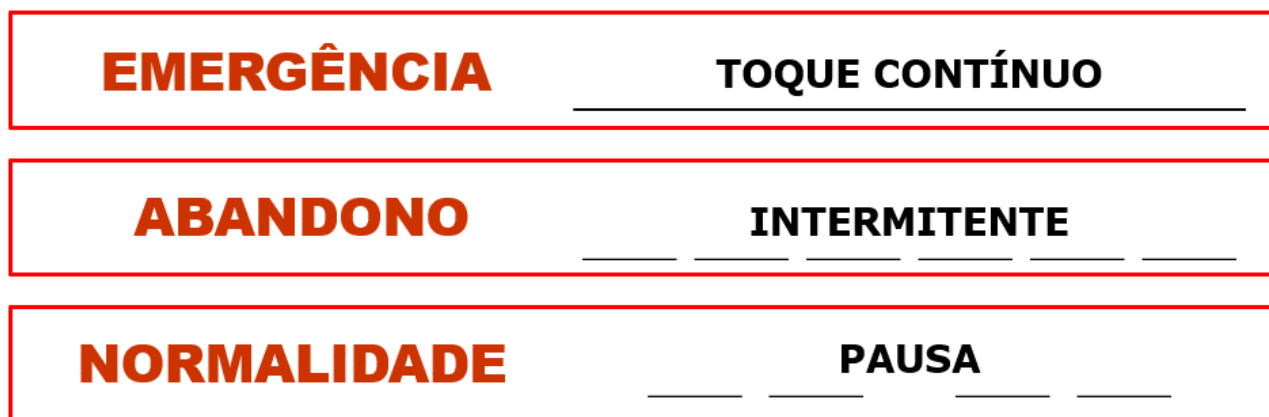 EMERGÊNCIA TOQUE CONTÍNUO
ABANDONO INTERMITENTE
NORMALIDADE PAUSA